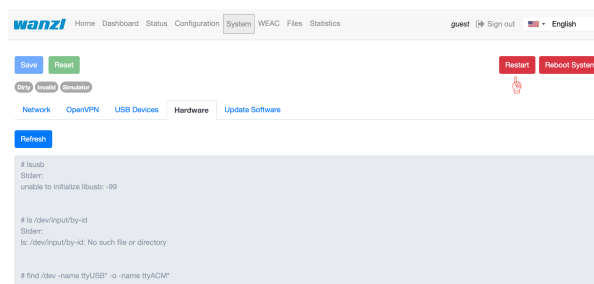 wanzl Home Dashboard Status Configuration System WEAC Files Statistics guest Sign out English
Save Reset Restart Reboot System
Dirty Invalid Simulator
Network OpenVPN USB Devices Hardware Update Software
Refresh
# lsusb
Stderr:
unable to initialize libusb: -99
# ls /dev/input/by-id
Stderr:
ls: /dev/input/by-id: No such file or directory
# find /dev -name ttyUSB* -o -name ttyACM*